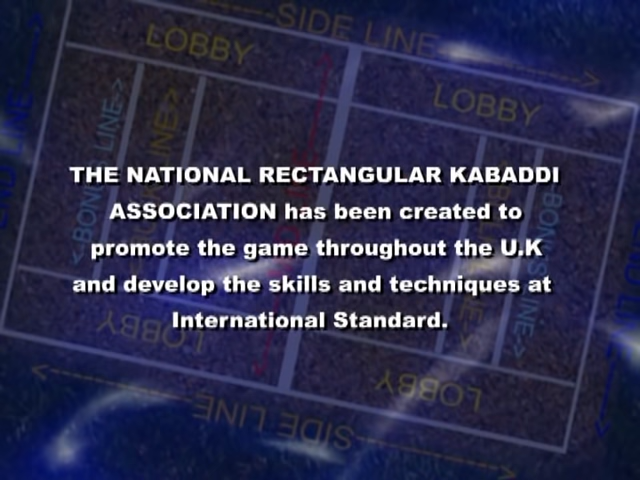 SIDE LINE
LOBBY
LOBBY
THE NATIONAL RECTANGULAR KABADDI
ASSOCIATION has been created to
promote the game throughout the U.K
and develop the skills and techniques at
International Standard.
LOBBY
LOBBY
SIDE LINE